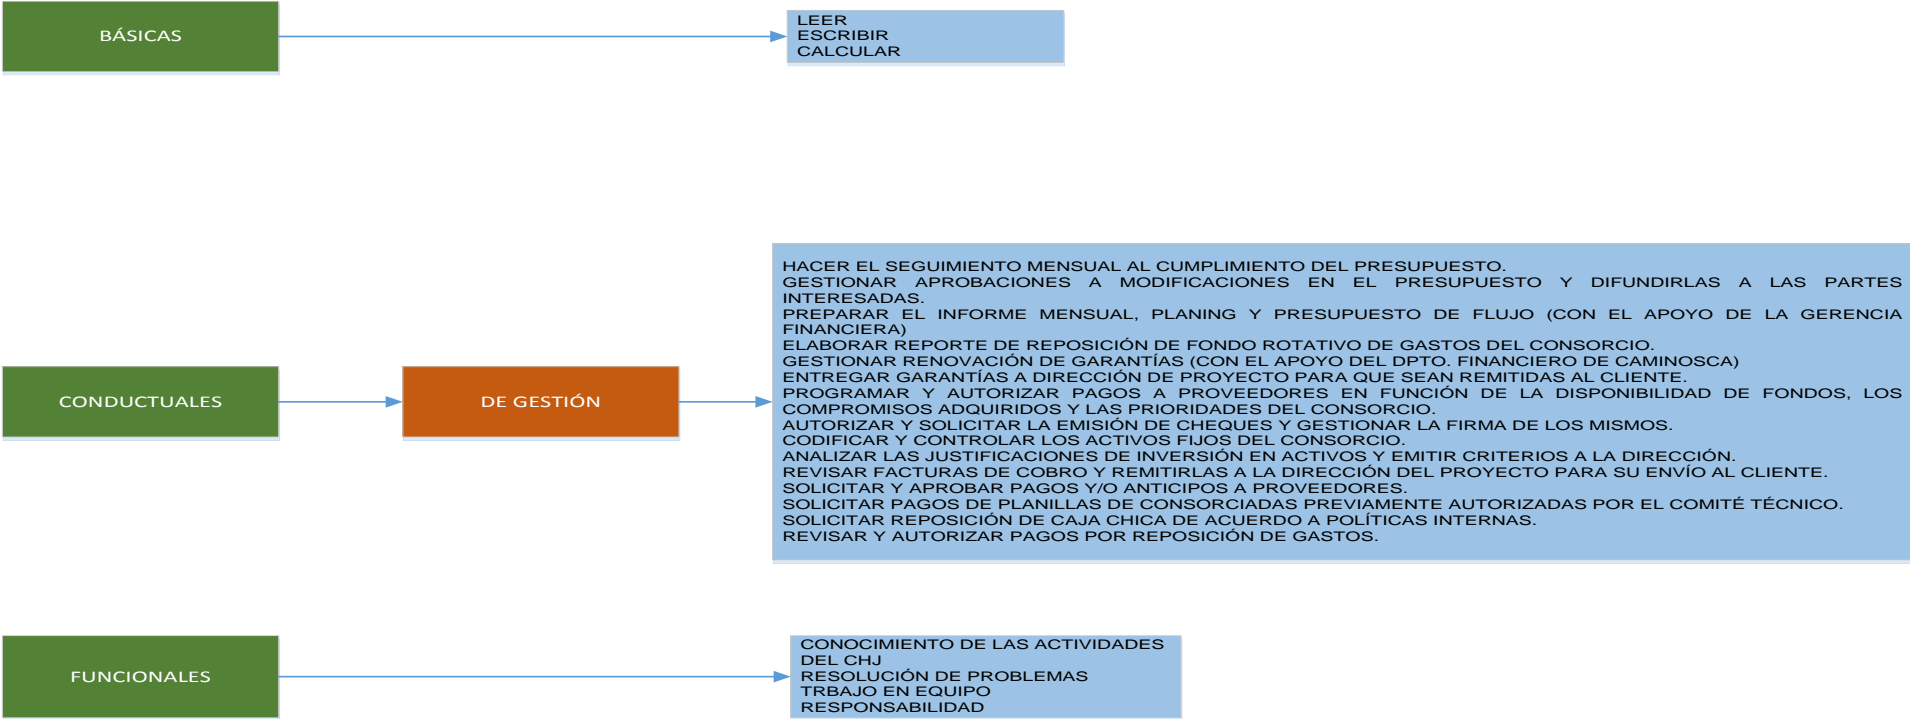 BÁSICAS
LEER
ESCRIBIR
CALCULAR
CONDUCTUALES
DE GESTIÓN
HACER EL SEGUIMIENTO MENSUAL AL CUMPLIMIENTO DEL PRESUPUESTO.
GESTIONAR APROBACIONES A MODIFICACIONES EN EL PRESUPUESTO Y DIFUNDIRLAS A LAS PARTES
INTERESADAS.
PREPARAR EL INFORME MENSUAL, PLANING Y PRESUPUESTO DE FLUJO (CON EL APOYO DE LA GERENCIA
FINANCIERA)
ELABORAR REPORTE DE REPOSICIÓN DE FONDO ROTATIVO DE GASTOS DEL CONSORCIO.
GESTIONAR RENOVACIÓN DE GARANTÍAS (CON EL APOYO DEL DPTO. FINANCIERO DE CAMINOSCA)
ENTREGAR GARANTÍAS A DIRECCIÓN DE PROYECTO PARA QUE SEAN REMITIDAS AL CLIENTE.
PROGRAMAR Y AUTORIZAR PAGOS A PROVEEDORES EN FUNCIÓN DE LA DISPONIBILIDAD DE FONDOS, LOS
COMPROMISOS ADQUIRIDOS Y LAS PRIORIDADES DEL CONSORCIO.
AUTORIZAR Y SOLICITAR LA EMISIÓN DE CHEQUES Y GESTIONAR LA FIRMA DE LOS MISMOS.
CODIFICAR Y CONTROLAR LOS ACTIVOS FIJOS DEL CONSORCIO.
ANALIZAR LAS JUSTIFICACIONES DE INVERSIÓN EN ACTIVOS Y EMITIR CRITERIOS A LA DIRECCIÓN.
REVISAR FACTURAS DE COBRO Y REMITIRLAS A LA DIRECCIÓN DEL PROYECTO PARA SU ENVÍO AL CLIENTE.
SOLICITAR Y APROBAR PAGOS Y/O ANTICIPOS A PROVEEDORES.
SOLICITAR PAGOS DE PLANILLAS DE CONSORCIADAS PREVIAMENTE AUTORIZADAS POR EL COMITÉ TÉCNICO.
SOLICITAR REPOSICIÓN DE CAJA CHICA DE ACUERDO A POLÍTICAS INTERNAS.
REVISAR Y AUTORIZAR PAGOS POR REPOSICIÓN DE GASTOS.
FUNCIONALES
CONOCIMIENTO DE LAS ACTIVIDADES
DEL CHJ
RESOLUCIÓN DE PROBLEMAS
TRBAJO EN EQUIPO
RESPONSABILIDAD